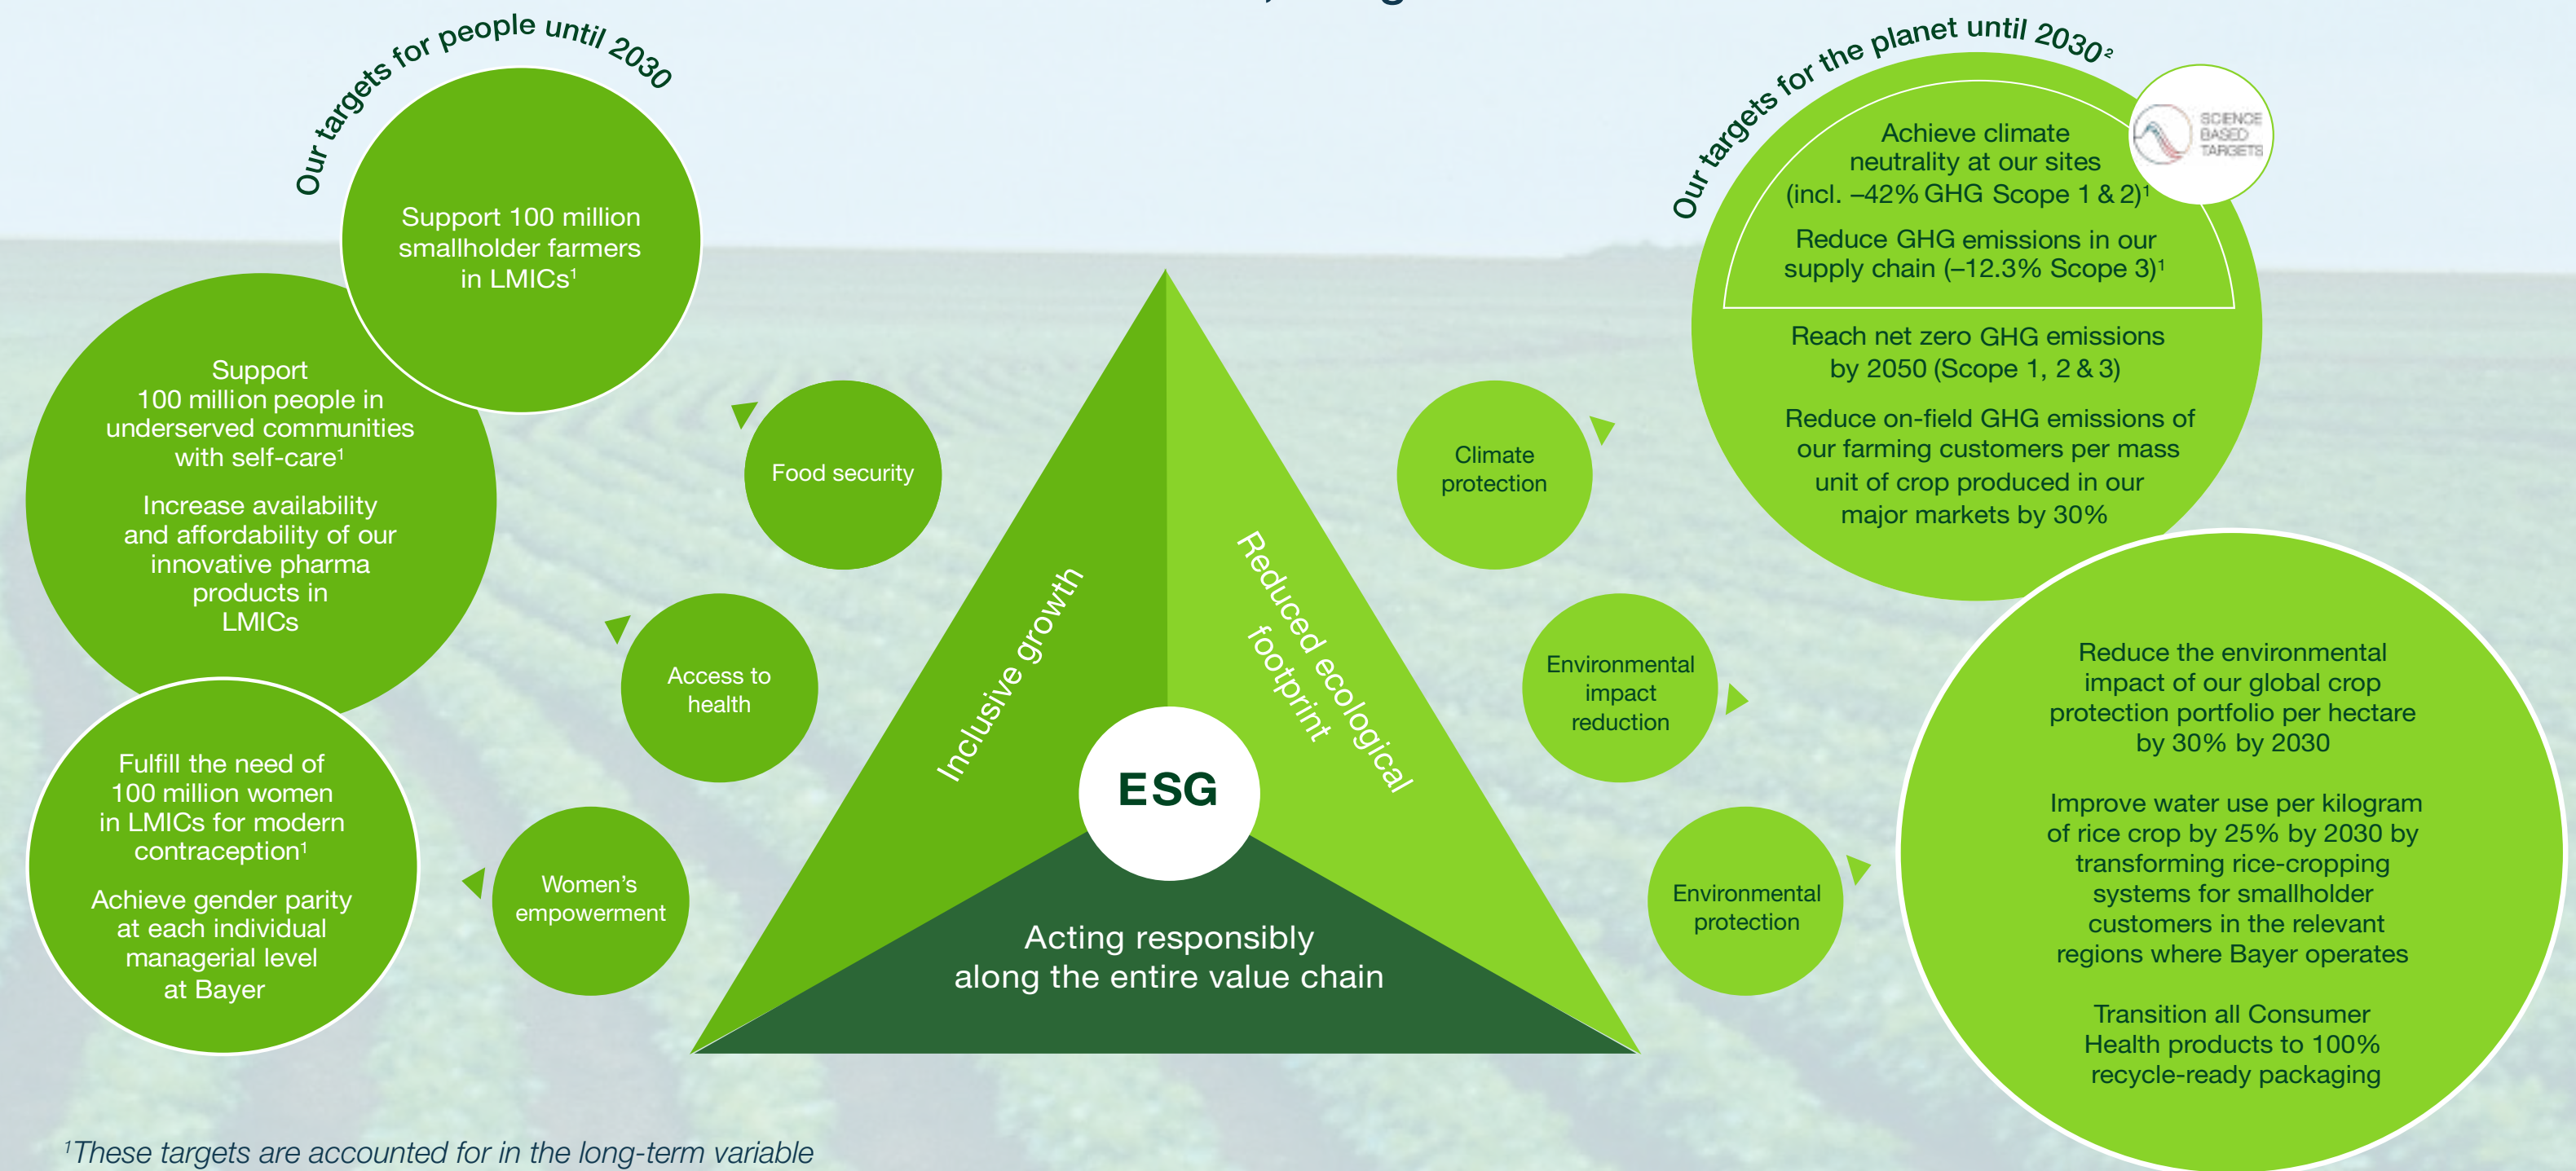 Our targets for people until 2030
Support 100 million
smallholder farmers
in LMICs¹
Support
100 million people in
underserved communities
with self-care¹
Increase availability
and affordability of our
innovative pharma
products in
LMICs
Fulfill the need of
100 million women
in LMICs for modern
contraception¹
Achieve gender parity
at each individual
managerial level
at Bayer
Food security
Access to
health
Women's
empowerment
Inclusive growth
Reduced ecological
footprint
ESG
Acting responsibly
along the entire value chain
Climate
protection
Environmental
impact
reduction
Environmental
protection
Our targets for the planet until 2030²
SCIENCE
BASED
TARGETS
Achieve climate
neutrality at our sites
(incl. –42% GHG Scope 1 & 2)¹
Reduce GHG emissions in our
supply chain (–12.3% Scope 3)¹
Reach net zero GHG emissions
by 2050 (Scope 1, 2 & 3)
Reduce on-field GHG emissions of
our farming customers per mass
unit of crop produced in our
major markets by 30%
Reduce the environmental
impact of our global crop
protection portfolio per hectare
by 30% by 2030
Improve water use per kilogram
of rice crop by 25% by 2030 by
transforming rice-cropping
systems for smallholder
customers in the relevant
regions where Bayer operates
Transition all Consumer
Health products to 100%
recycle-ready packaging
¹These targets are accounted for in the long-term variable